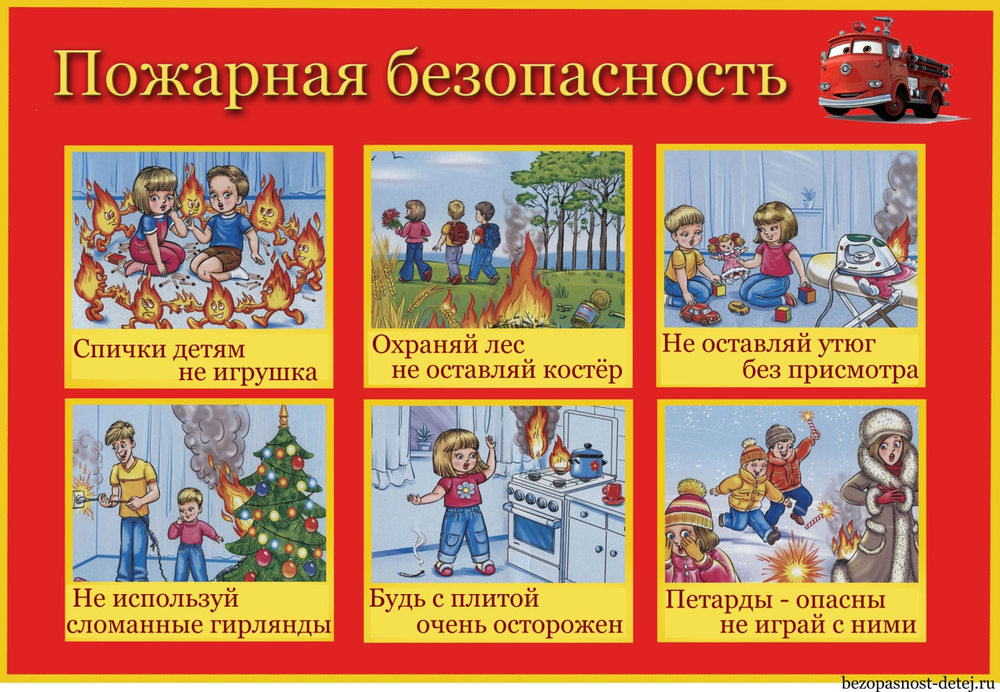 Пожарная безопасность
Спички детям
не игрушка
Охраняй лес
не оставляй костёр
Не оставляй утюг
без присмотра
Не используй
сломанные гирлянды
Будь с плитой
очень осторожен
Петарды - опасны
не играй с ними
bezopasnost-detej.ru